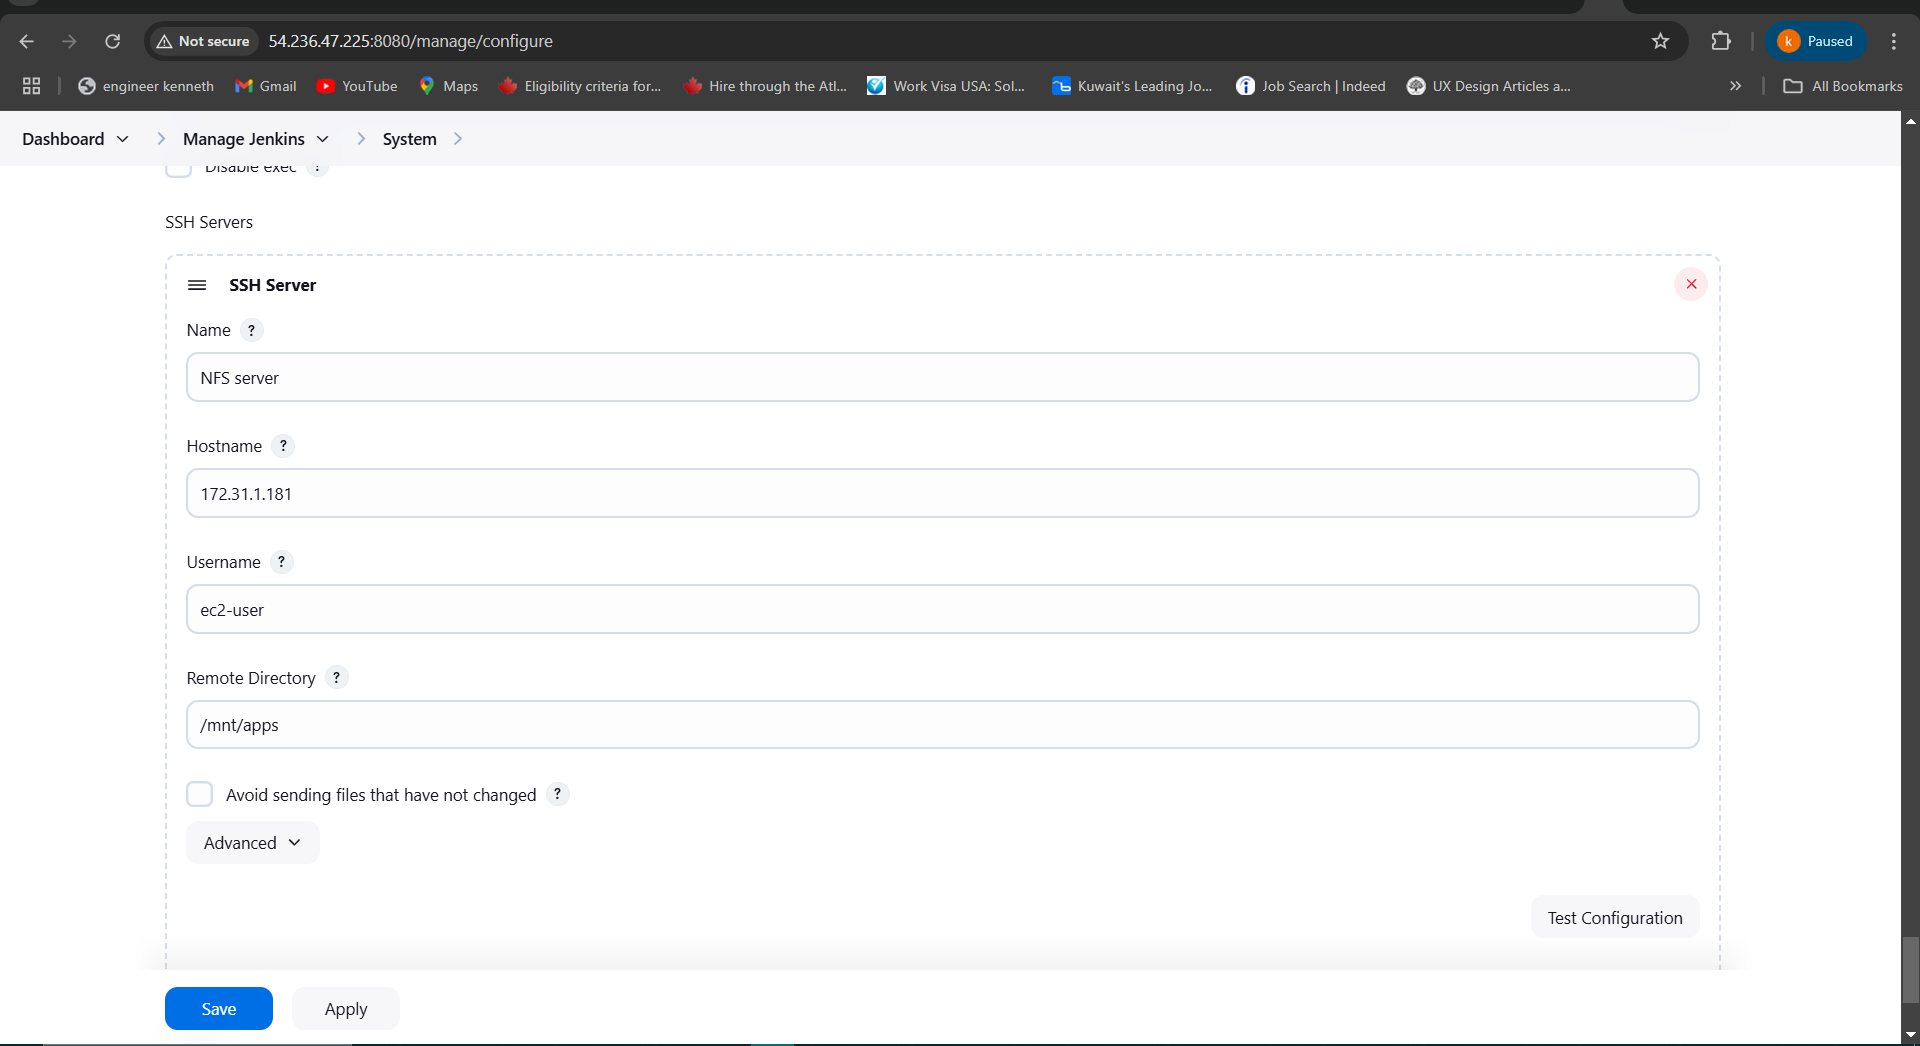 Not secure
54.236.47.225:8080/manage/configure
k Paused
engineer kenneth
Gmail
YouTube
Maps
Eligibility criteria for...
Hire through the Atl...
Work Visa USA: Sol...
Kuwait's Leading Jo...
Job Search | Indeed
UX Design Articles a...
»
All Bookmarks
Dashboard
Manage Jenkins
System
Disable exec ?
SSH Servers
SSH Server
Name ?
NFS server
Hostname ?
172.31.1.181
Username ?
ec2-user
Remote Directory ?
/mnt/apps
Avoid sending files that have not changed ?
Advanced
Test Configuration
Save
Apply